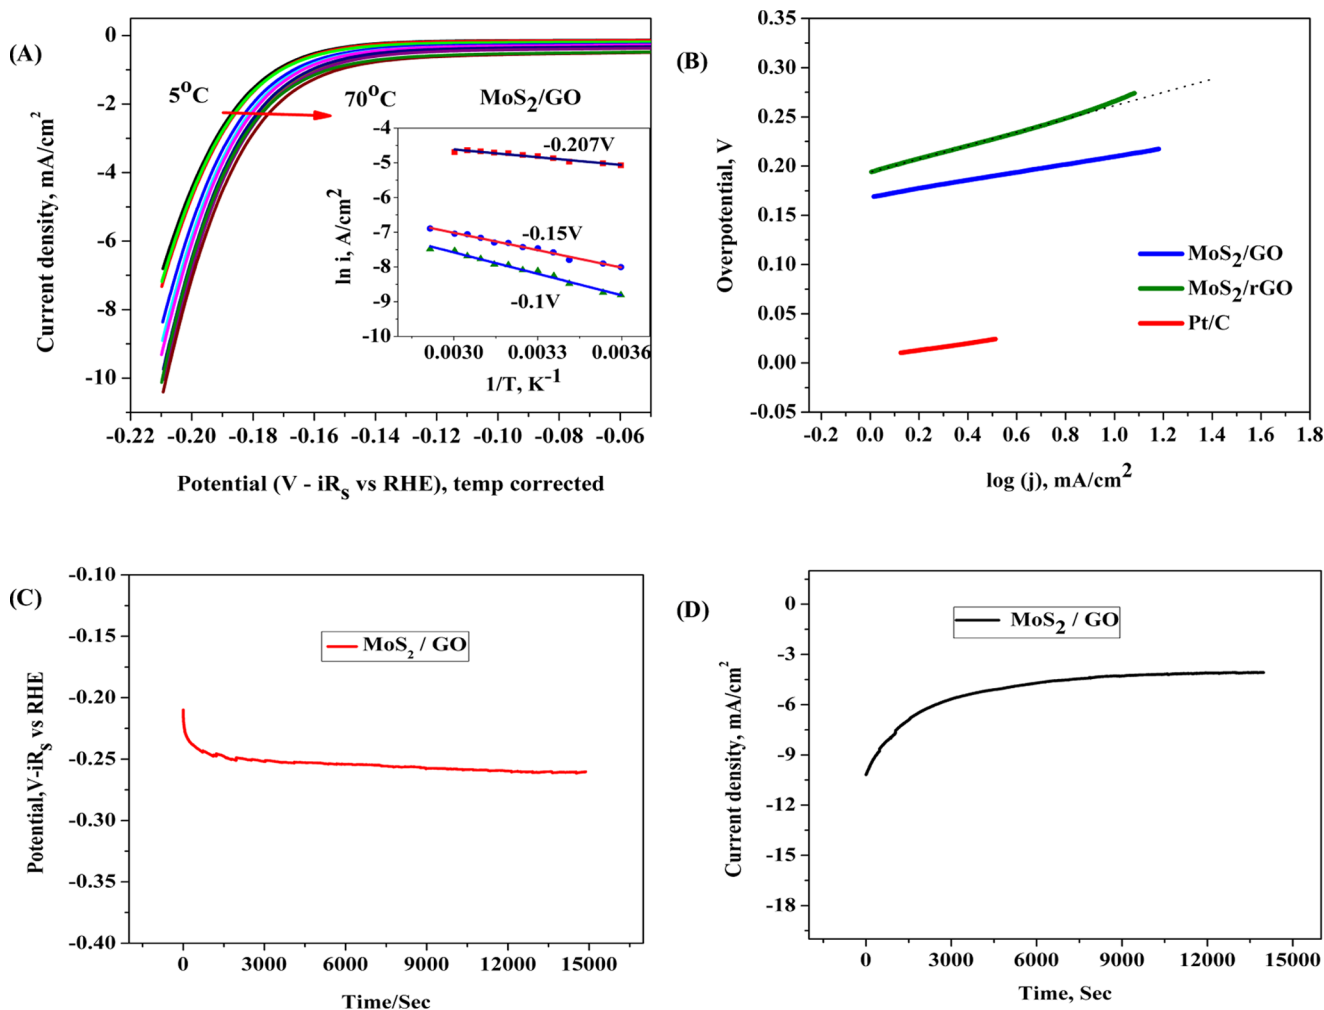 (A)
0
-2
-4
-6
-8
-10
Current density, mA/cm²
5°C
70°C
MoS₂/GO
-4
-5
-6
-7
-8
-9
-10
ln i, A/cm²
-0.207V
-0.15V
-0.1V
0.0030 0.0033 0.0036
1/T, K⁻¹
-0.22 -0.20 -0.18 -0.16 -0.14 -0.12 -0.10 -0.08 -0.06
Potential (V - iRₛ vs RHE), temp corrected
(B)
0.35
0.30
0.25
0.20
0.15
0.10
0.05
0.00
-0.05
Overpotential, V
MoS₂/GO
MoS₂/rGO
Pt/C
-0.2 0.0 0.2 0.4 0.6 0.8 1.0 1.2 1.4 1.6 1.8
log (j), mA/cm²
(C)
-0.10
-0.15
-0.20
-0.25
-0.30
-0.35
-0.40
Potential,V-iRₛ vs RHE
MoS₂ / GO
0 3000 6000 9000 12000 15000
Time/Sec
(D)
0
-3
-6
-9
-12
-15
-18
Current density, mA/cm²
MoS₂ / GO
0 3000 6000 9000 12000 15000
Time, Sec